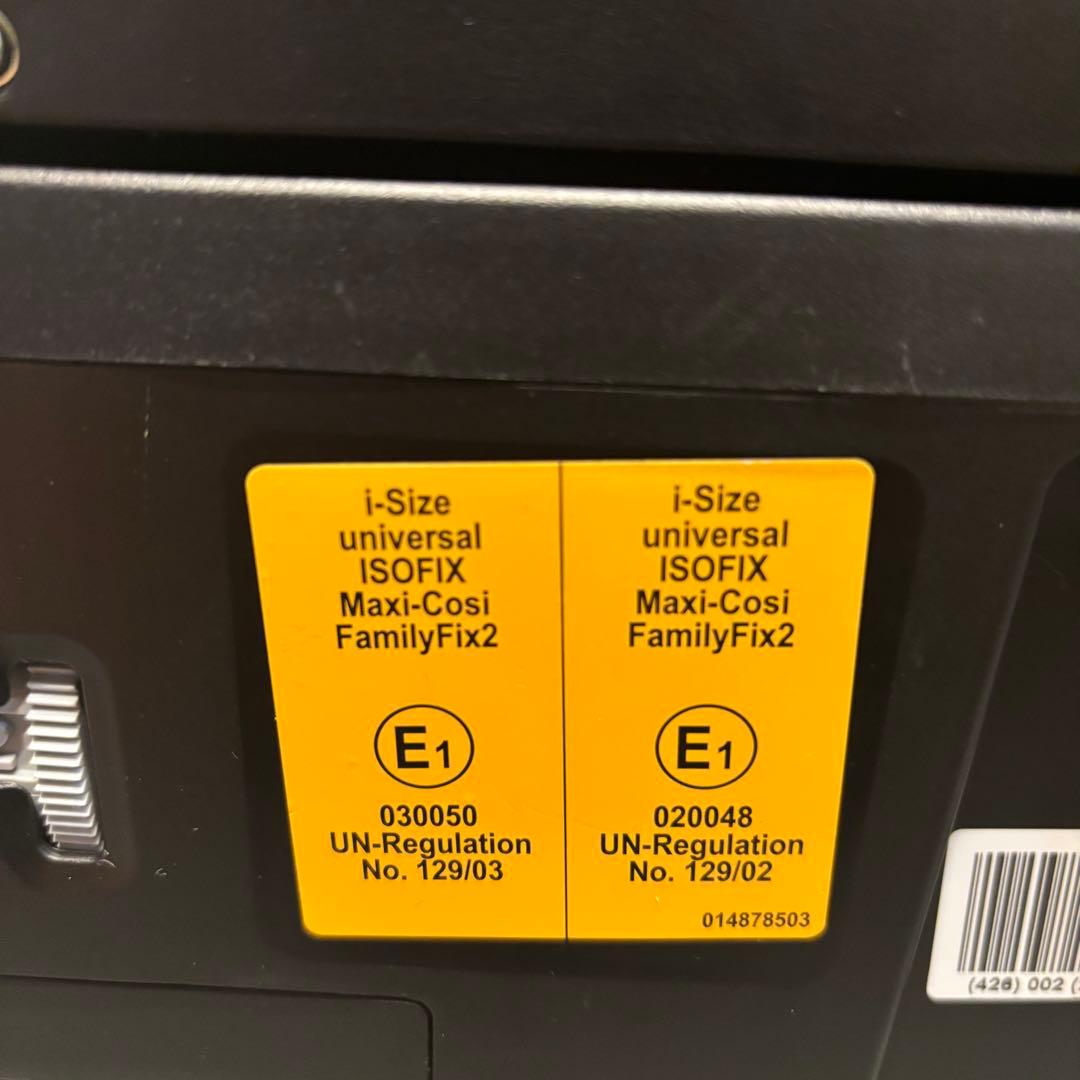 i-Size
universal
ISOFIX
Maxi-Cosi
FamilyFix2
E1
030050
UN-Regulation
No. 129/03
i-Size
universal
ISOFIX
Maxi-Cosi
FamilyFix2
E1
020048
UN-Regulation
No. 129/02
014878503
(426) 002 (